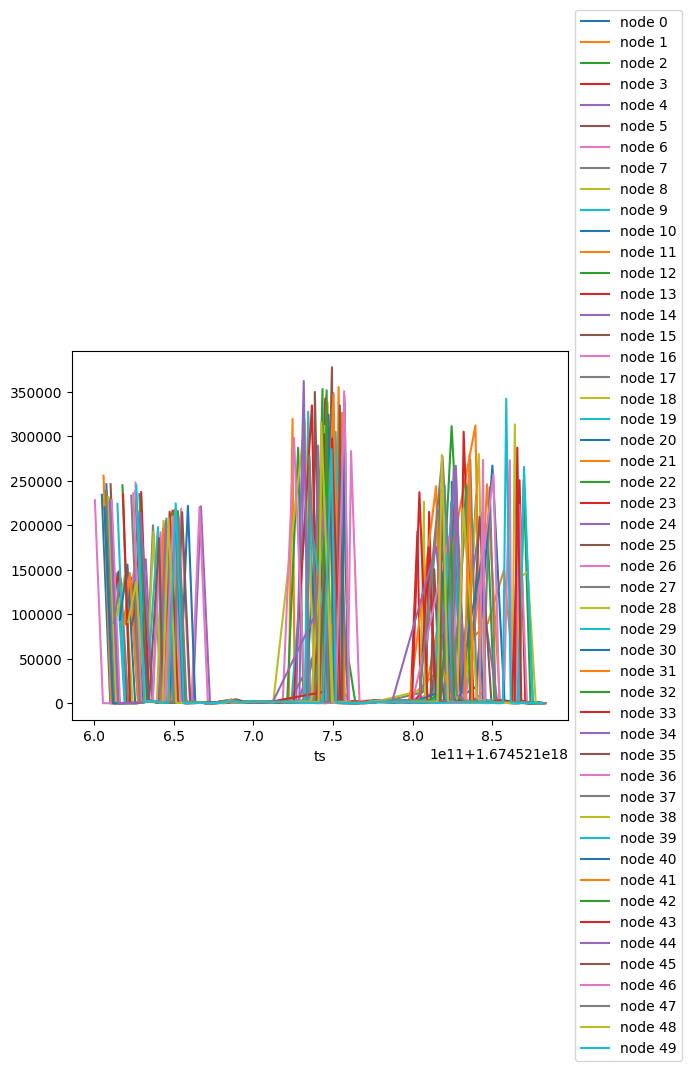 350000
300000
250000
200000
150000
100000
50000
0
6.0 6.5 7.0 7.5 8.0 8.5
1e11+1.674521e18
ts
node 0
node 1
node 2
node 3
node 4
node 5
node 6
node 7
node 8
node 9
node 10
node 11
node 12
node 13
node 14
node 15
node 16
node 17
node 18
node 19
node 20
node 21
node 22
node 23
node 24
node 25
node 26
node 27
node 28
node 29
node 30
node 31
node 32
node 33
node 34
node 35
node 36
node 37
node 38
node 39
node 40
node 41
node 42
node 43
node 44
node 45
node 46
node 47
node 48
node 49